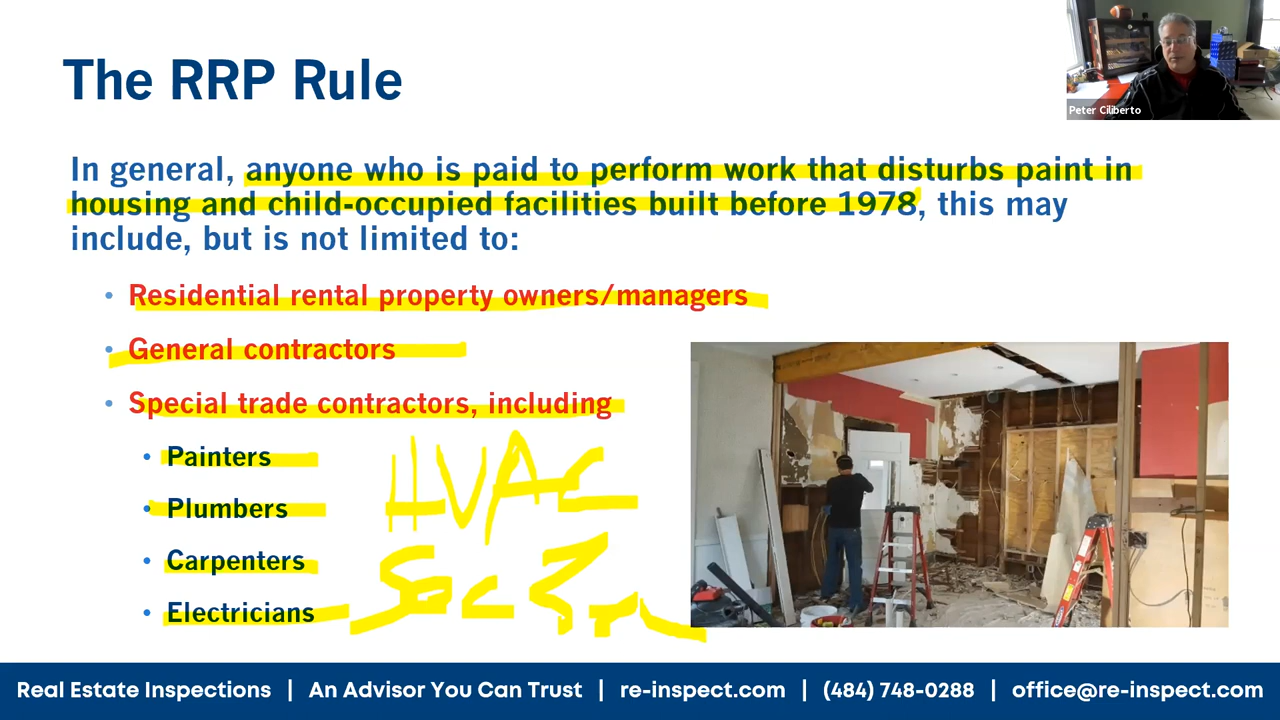 The RRP Rule
Peter Ciliberto
In general, anyone who is paid to perform work that disturbs paint in
housing and child-occupied facilities built before 1978, this may
include, but is not limited to:
• Residential rental property owners/managers
• General contractors
• Special trade contractors, including
• Painters
HVAC
• Plumbers
• Carpenters
• Electricians
Real Estate Inspections | An Advisor You Can Trust | re-inspect.com | (484) 748-0288 | office@re-inspect.com